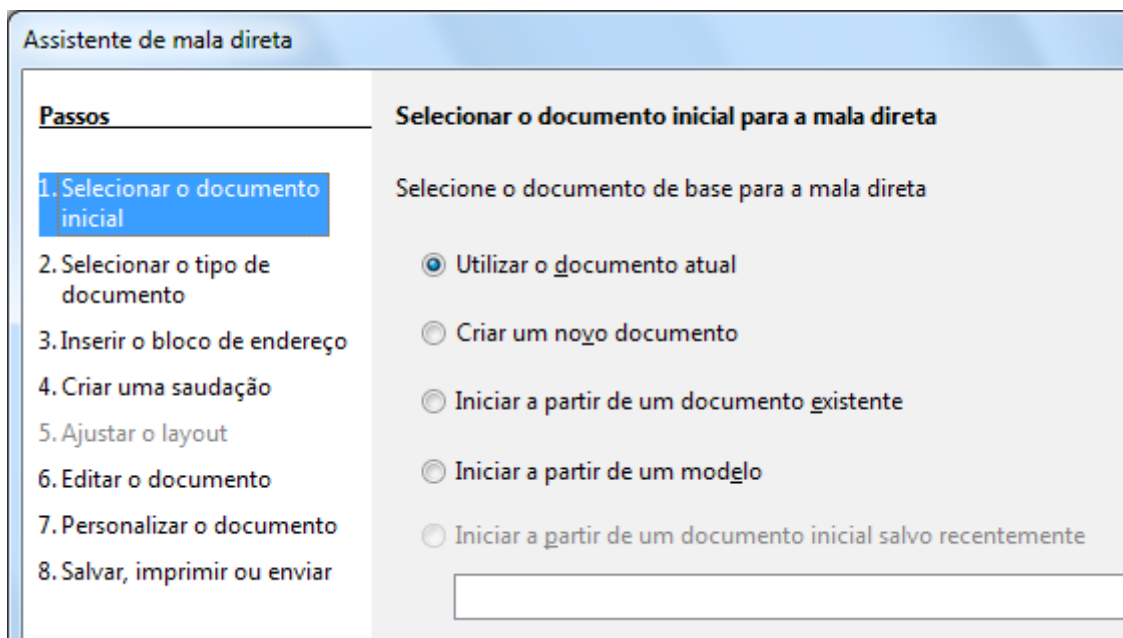 Assistente de mala direta
Passos
1. Selecionar o documento
inicial
2. Selecionar o tipo de
documento
3. Inserir o bloco de endereço
4. Criar uma saudação
5. Ajustar o layout
6. Editar o documento
7. Personalizar o documento
8. Salvar, imprimir ou enviar
Selecionar o documento inicial para a mala direta
Selecione o documento de base para a mala direta
Utilizar o documento atual
Criar um novo documento
Iniciar a partir de um documento existente
Iniciar a partir de um modelo
Iniciar a partir de um documento inicial salvo recentemente